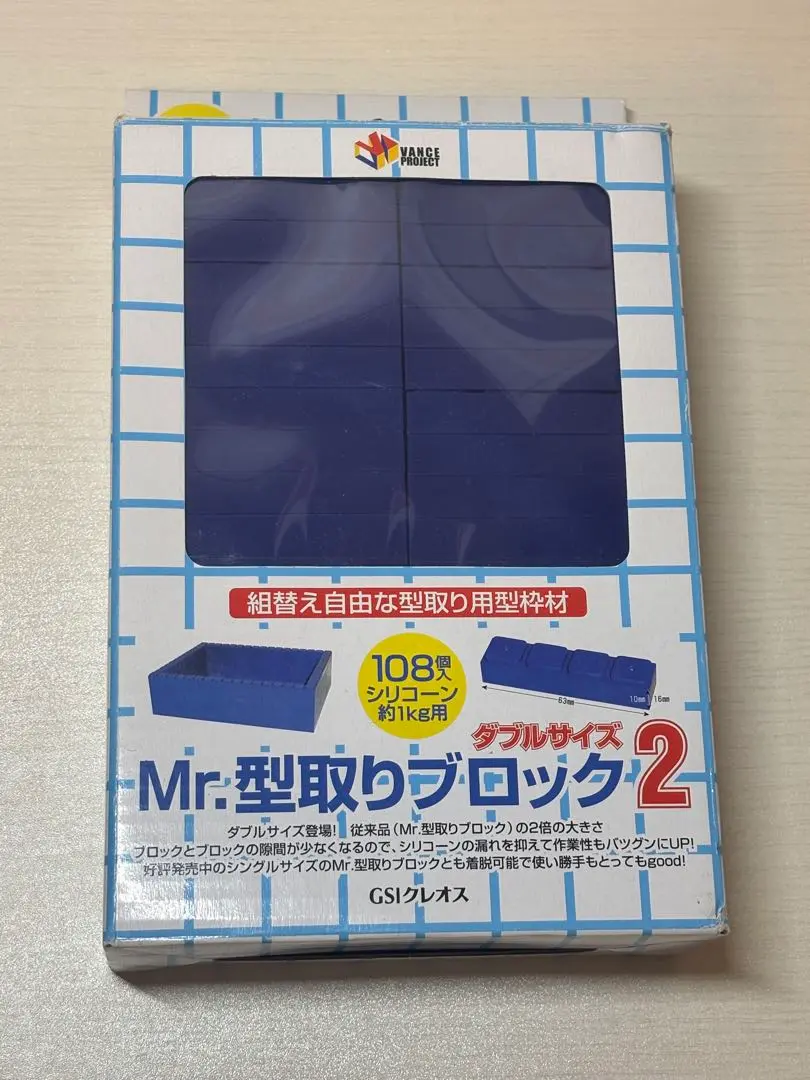 VANCE
PROJECT
組替え自由な型取り用型枠材
108個入
シリコーン
約1kg用
63mm
10mm
16mm
ダブルサイズ
Mr.型取りブロック2
ダブルサイズ登場! 従来品(Mr.型取りブロック)の2倍の大きさ
ブロックとブロックの隙間が少なくなるので、シリコーンの漏れを抑えて作業性もバツグンにUP!
好評発売中のシングルサイズのMr.型取りブロックとも着脱可能で使い勝手もとってもgood!
GSIクレオス